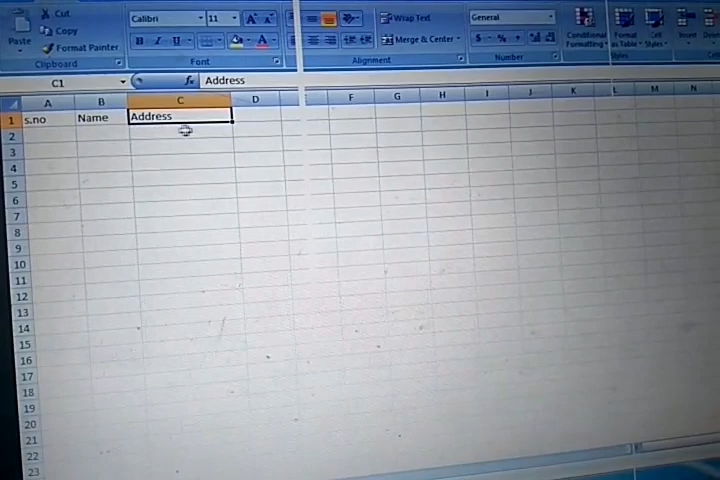 Cut
Copy
Format Painter
Paste
Clipboard
Calibri 11 A A
B I U A
Font
Wrap Text
Merge & Center
Alignment
General
$ % ,
Number
Conditional Formatting
Format as Table
Cell Styles
Insert
C1 fx Address
A B C D F G H I J K L M N
1 s.no Name Address
2
3
4
5
6
7
8
9
10
11
12
13
14
15
16
17
18
19
20
21
22
23